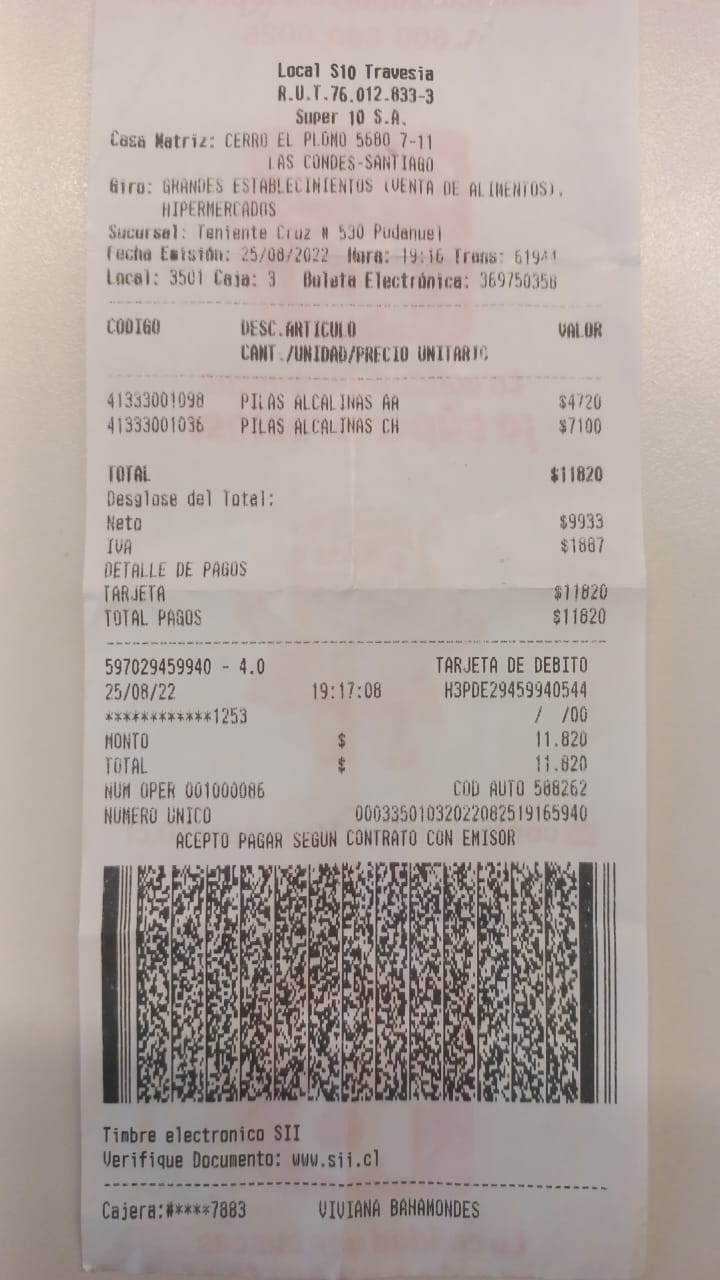 Local S10 Travesia
R.U.T.76.012.833-3
Super 10 S.A.
Casa Matriz: CERRO EL PLOMO 5680 7-11
LAS CONDES-SANTIAGO
Giro: GRANDES ESTABLECIMIENTOS (VENTA DE ALIMENTOS),
HIPERMERCADOS
Sucursal: Teniente Cruz # 530 Pudahuel
Fecha Emisión: 25/08/2022 Hora: 19:16 Trans: 61941
Local: 3501 Caja: 3 Boleta Electrónica: 369750358
CODIGO DESC.ARTICULO VALOR
CANT./UNIDAD/PRECIO UNITARIO
41333001098 PILAS ALCALINAS AA $4720
41333001036 PILAS ALCALINAS CH $7100
TOTAL $11820
Desglose del Total:
Neto $9933
IVA $1887
DETALLE DE PAGOS
TARJETA $11820
TOTAL PAGOS $11820
597029459940 - 4.0 TARJETA DE DEBITO
25/08/22 19:17:08 H3PDE29459940544
************1253 / /00
MONTO $ 11.820
TOTAL $ 11.820
NUM OPER 001000086 COD AUTO 588262
NUMERO UNICO 00033501032022082519165940
ACEPTO PAGAR SEGUN CONTRATO CON EMISOR
Timbre electronico SII
Verifique Documento: www.sii.cl
Cajera:#****7883 VIVIANA BAHAMONDES